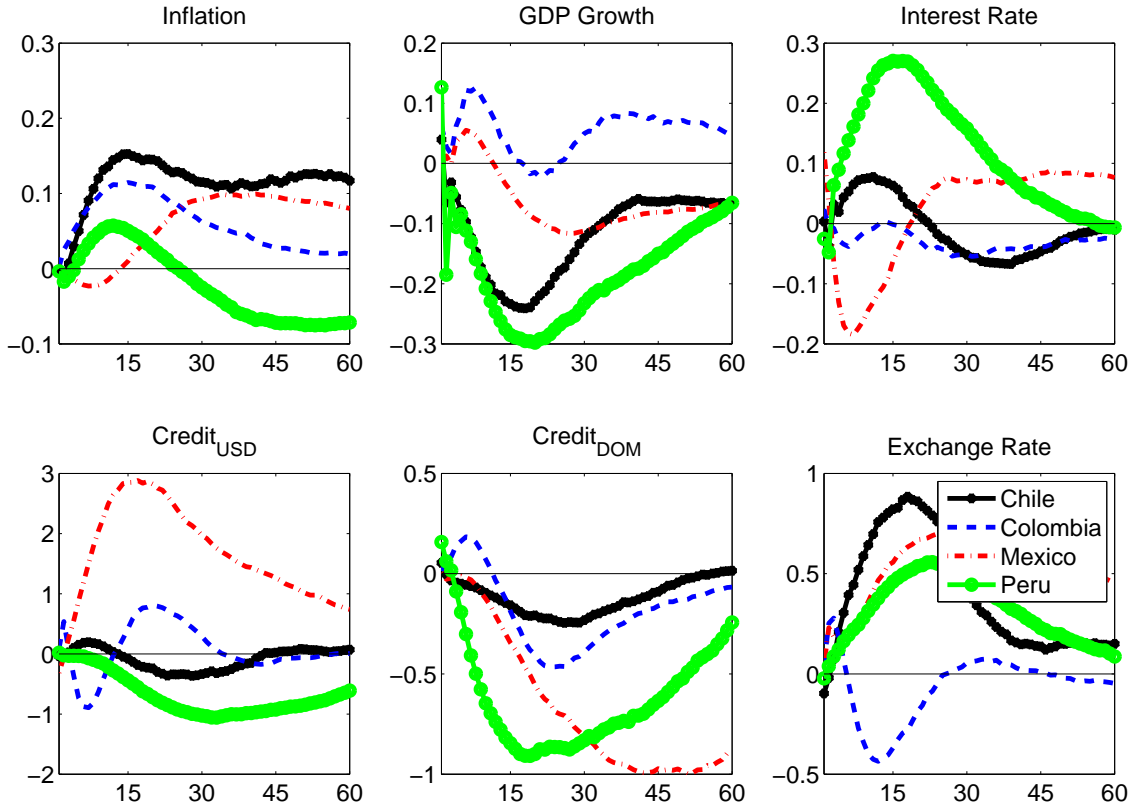 Inflation
0.3
0.2
0.1
0
−0.1
15 30 45 60
GDP Growth
0.2
0.1
0
−0.1
−0.2
−0.3
15 30 45 60
Interest Rate
0.3
0.2
0.1
0
−0.1
−0.2
15 30 45 60
Credit_USD
3
2
1
0
−1
−2
15 30 45 60
Credit_DOM
0.5
0
−0.5
−1
15 30 45 60
Exchange Rate
1
0.5
0
−0.5
15 30 45 60
Chile
Colombia
Mexico
Peru